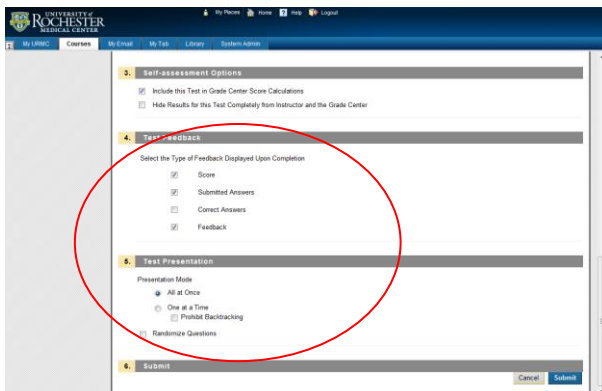 UNIVERSITY of
ROCHESTER
MEDICAL CENTER
My Places Home ? Help Logout
My URMC Courses My Email My Tab Library System Admin
3. Self-assessment Options
Include this Test in Grade Center Score Calculations
Hide Results for this Test Completely from Instructor and the Grade Center
4. Test Feedback
Select the Type of Feedback Displayed Upon Completion
Score
Submitted Answers
Correct Answers
Feedback
5. Test Presentation
Presentation Mode
All at Once
One at a Time
Prohibit Backtracking
Randomize Questions
6. Submit
Cancel Submit